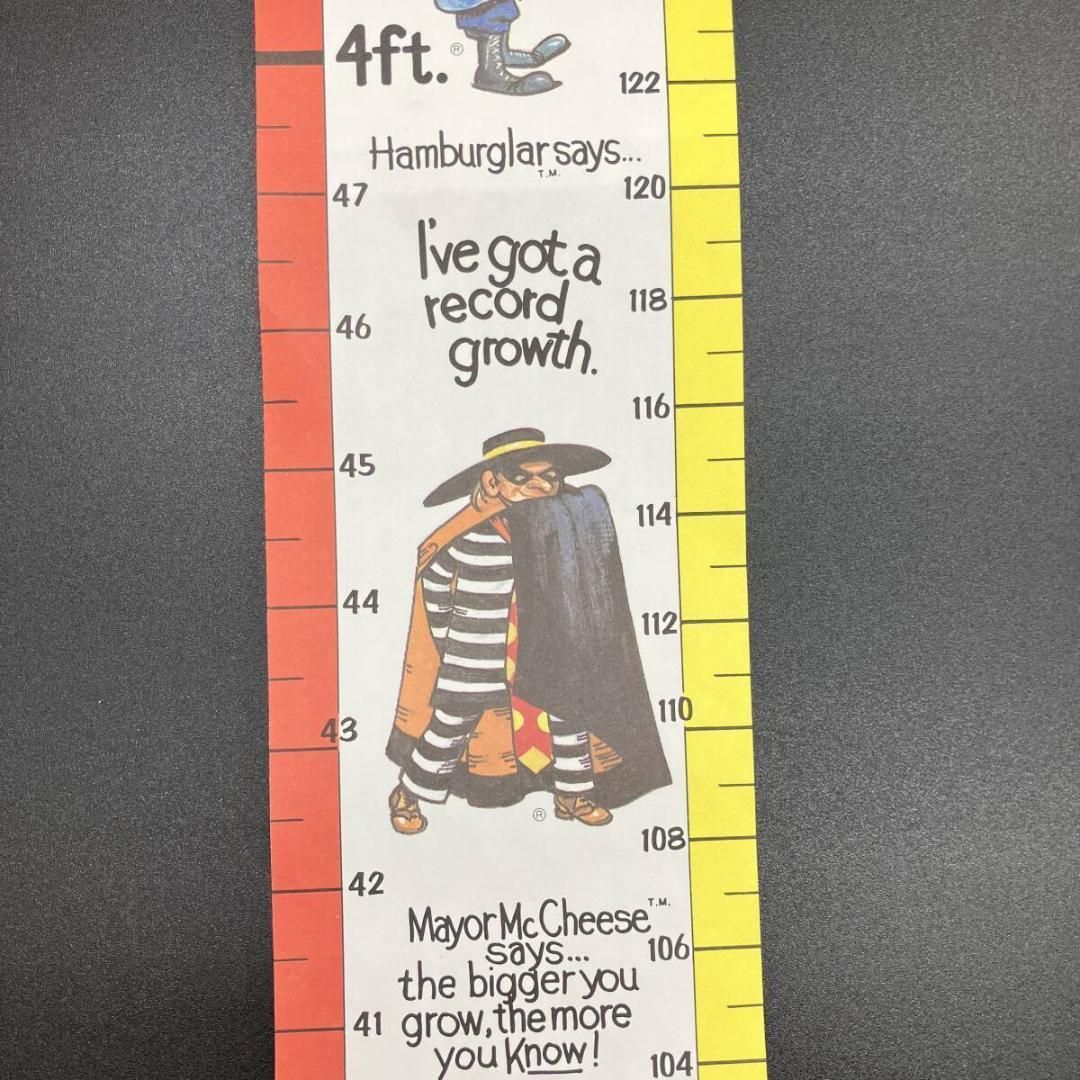 4ft. ®
122
Hamburglar says...
T.M.
47
120
I've got a
record
growth.
118
46
116
45
114
44
112
110
43
®
108
42
Mayor McCheese T.M.
says...
106
the bigger you
grow, the more
41
you know!
104